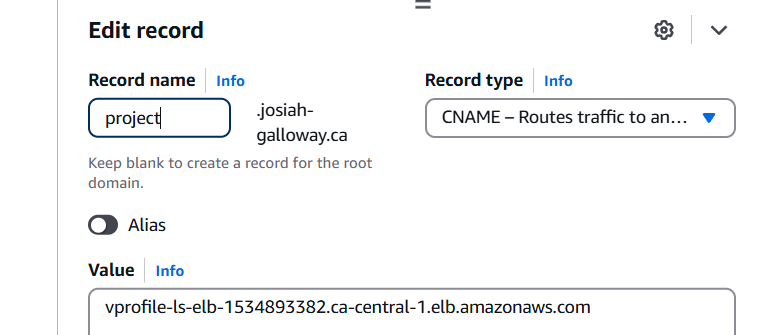 Edit record
Record name Info
Record type Info
project
.josiah-
galloway.ca
CNAME – Routes traffic to an…
Keep blank to create a record for the root
domain.
Alias
Value Info
vprofile-ls-elb-1534893382.ca-central-1.elb.amazonaws.com